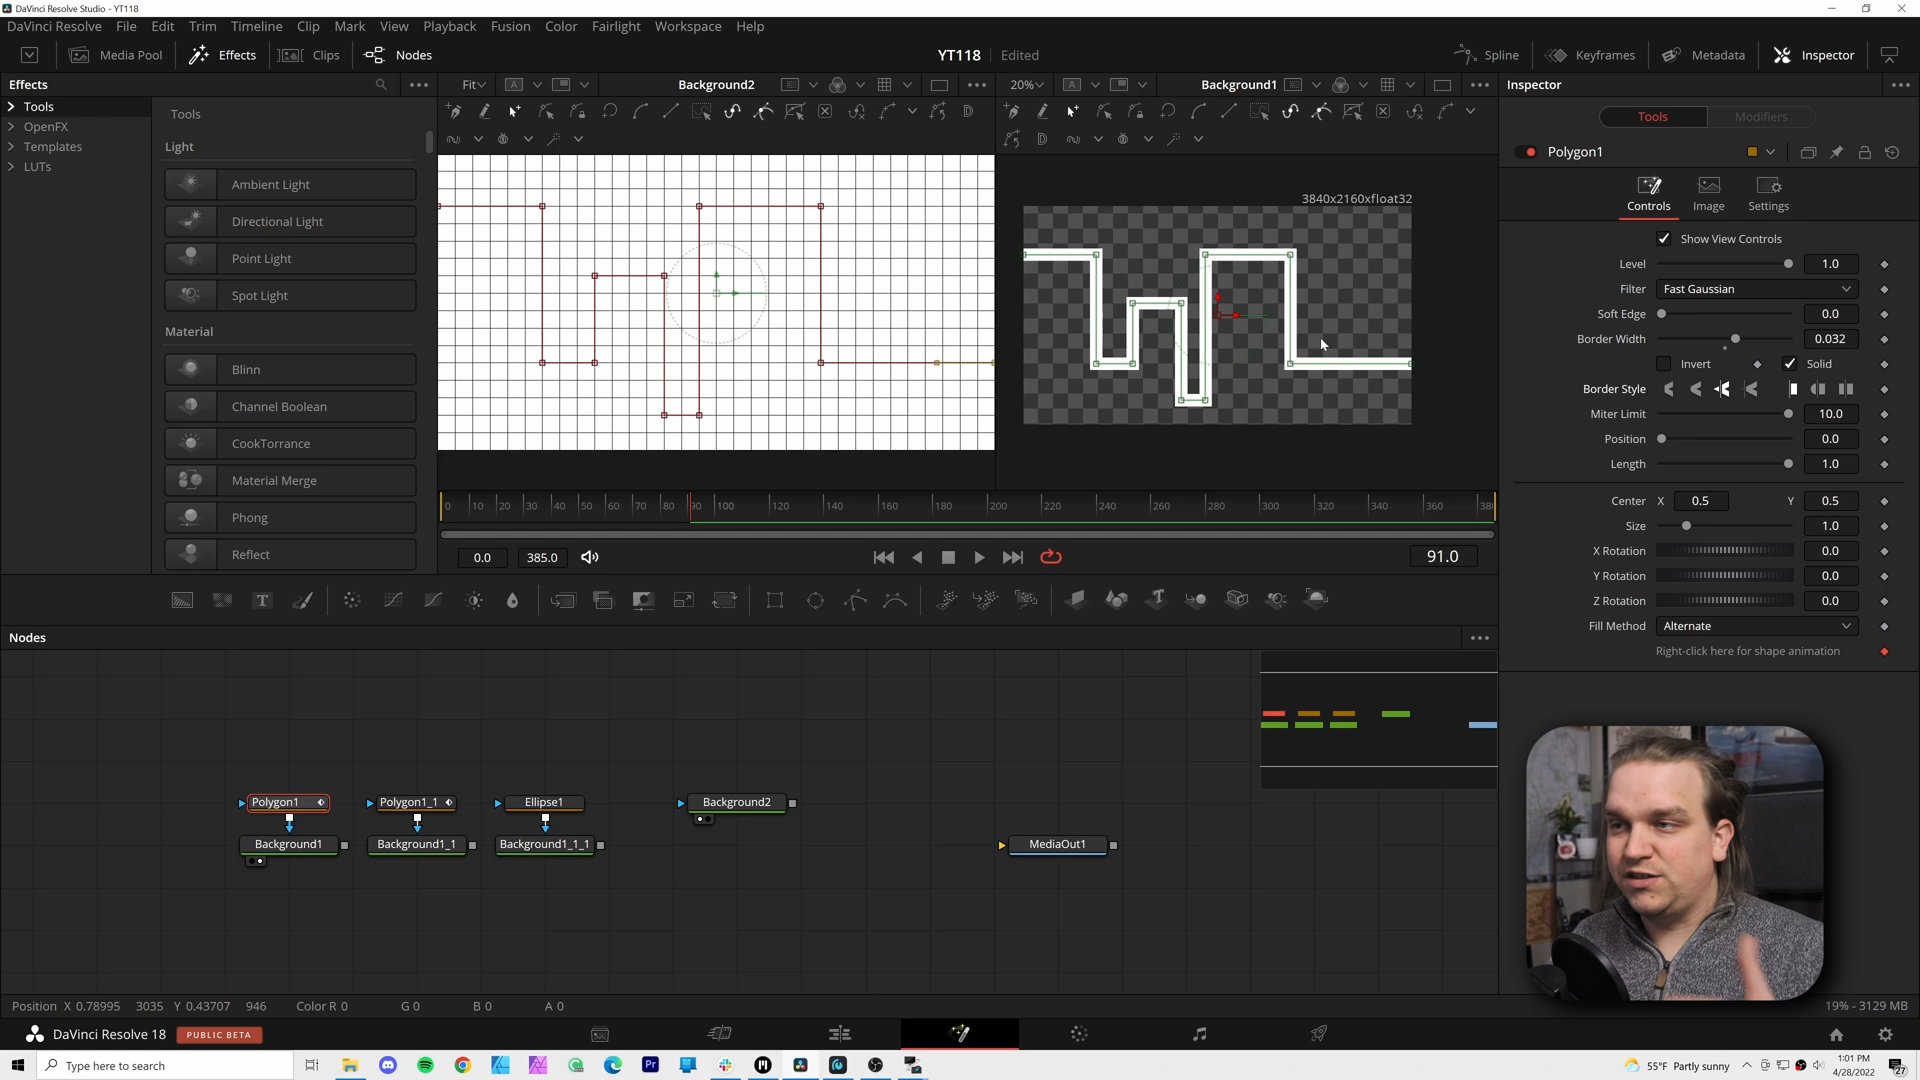 DaVinci Resolve Studio - YT118
DaVinci Resolve File Edit Trim Timeline Clip Mark View Playback Fusion Color Fairlight Workspace Help
Media Pool Effects Clips Nodes YT118 Edited Spline Keyframes Metadata Inspector
Effects Fit Background2 20% Background1 Inspector
Tools
OpenFX
Templates
LUTs
Tools
Light
Ambient Light
Directional Light
Point Light
Spot Light
Material
Blinn
Channel Boolean
CookTorrance
Material Merge
Phong
Reflect
3840x2160xfloat32
0 10 20 30 40 50 60 70 80 90 100 120 140 160 180 200 220 240 260 280 300 320 340 360 38
0.0 385.0 91.0
Tools Modifiers
Polygon1
Controls Image Settings
Show View Controls
Level 1.0
Filter Fast Gaussian
Soft Edge 0.0
Border Width 0.032
Invert Solid
Border Style
Miter Limit 10.0
Position 0.0
Length 1.0
Center X 0.5 Y 0.5
Size 1.0
X Rotation 0.0
Y Rotation 0.0
Z Rotation 0.0
Fill Method Alternate
Right-click here for shape animation
Nodes
Polygon1 Polygon1_1 Ellipse1 Background2
Background1 Background1_1 Background1_1_1 MediaOut1
Position X 0.78995 3035 Y 0.43707 946 Color R 0 G 0 B 0 A 0
19% - 3129 MB
DaVinci Resolve 18 PUBLIC BETA
Type here to search
Pr
55°F Partly sunny
1:01 PM
4/28/2022
27